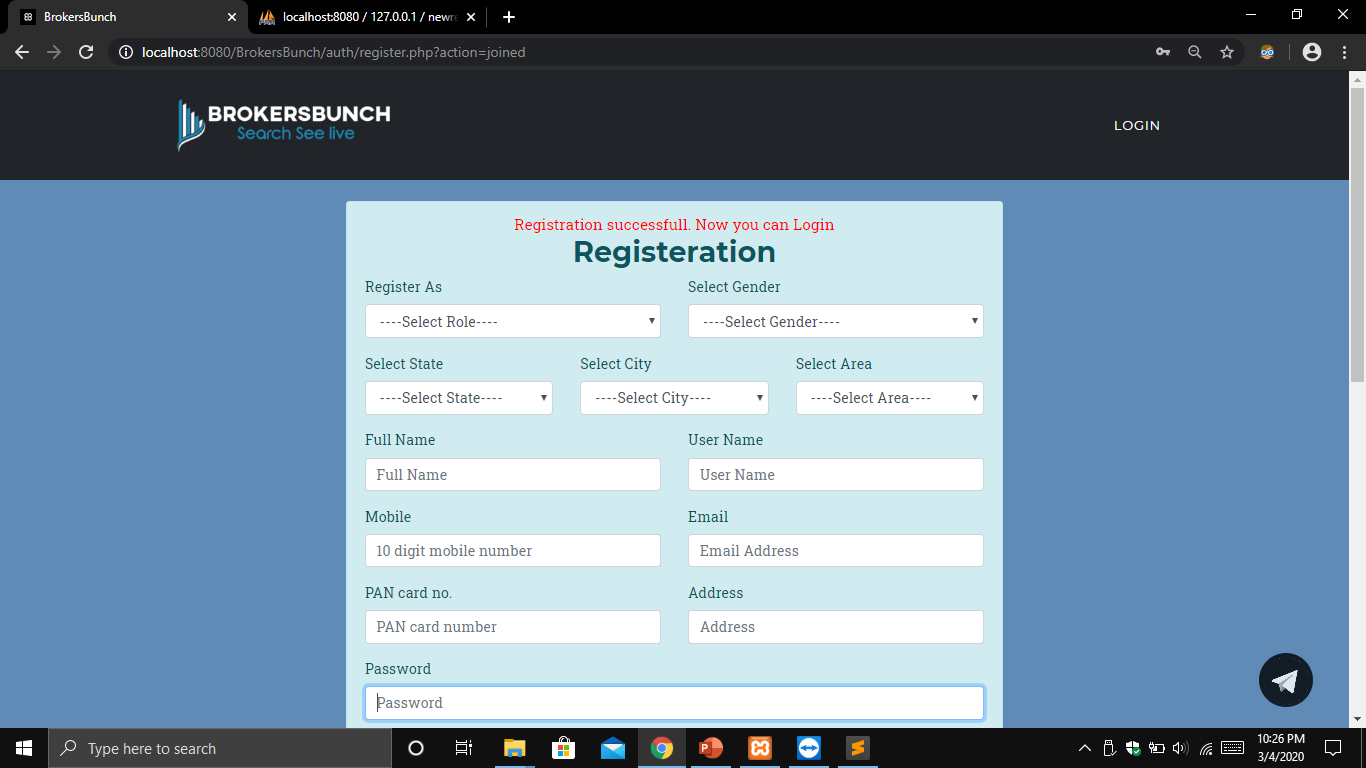 BrokersBunch
localhost:8080 / 127.0.0.1 / newre
localhost:8080/BrokersBunch/auth/register.php?action=joined
BROKERSBUNCH
Search See live
LOGIN
Registration successfull. Now you can Login
Registeration
Register As Select Gender
----Select Role---- ----Select Gender----
Select State Select City Select Area
----Select State---- ----Select City---- ----Select Area----
Full Name User Name
Full Name User Name
Mobile Email
10 digit mobile number Email Address
PAN card no. Address
PAN card number Address
Password
Password
Type here to search
10:26 PM
3/4/2020